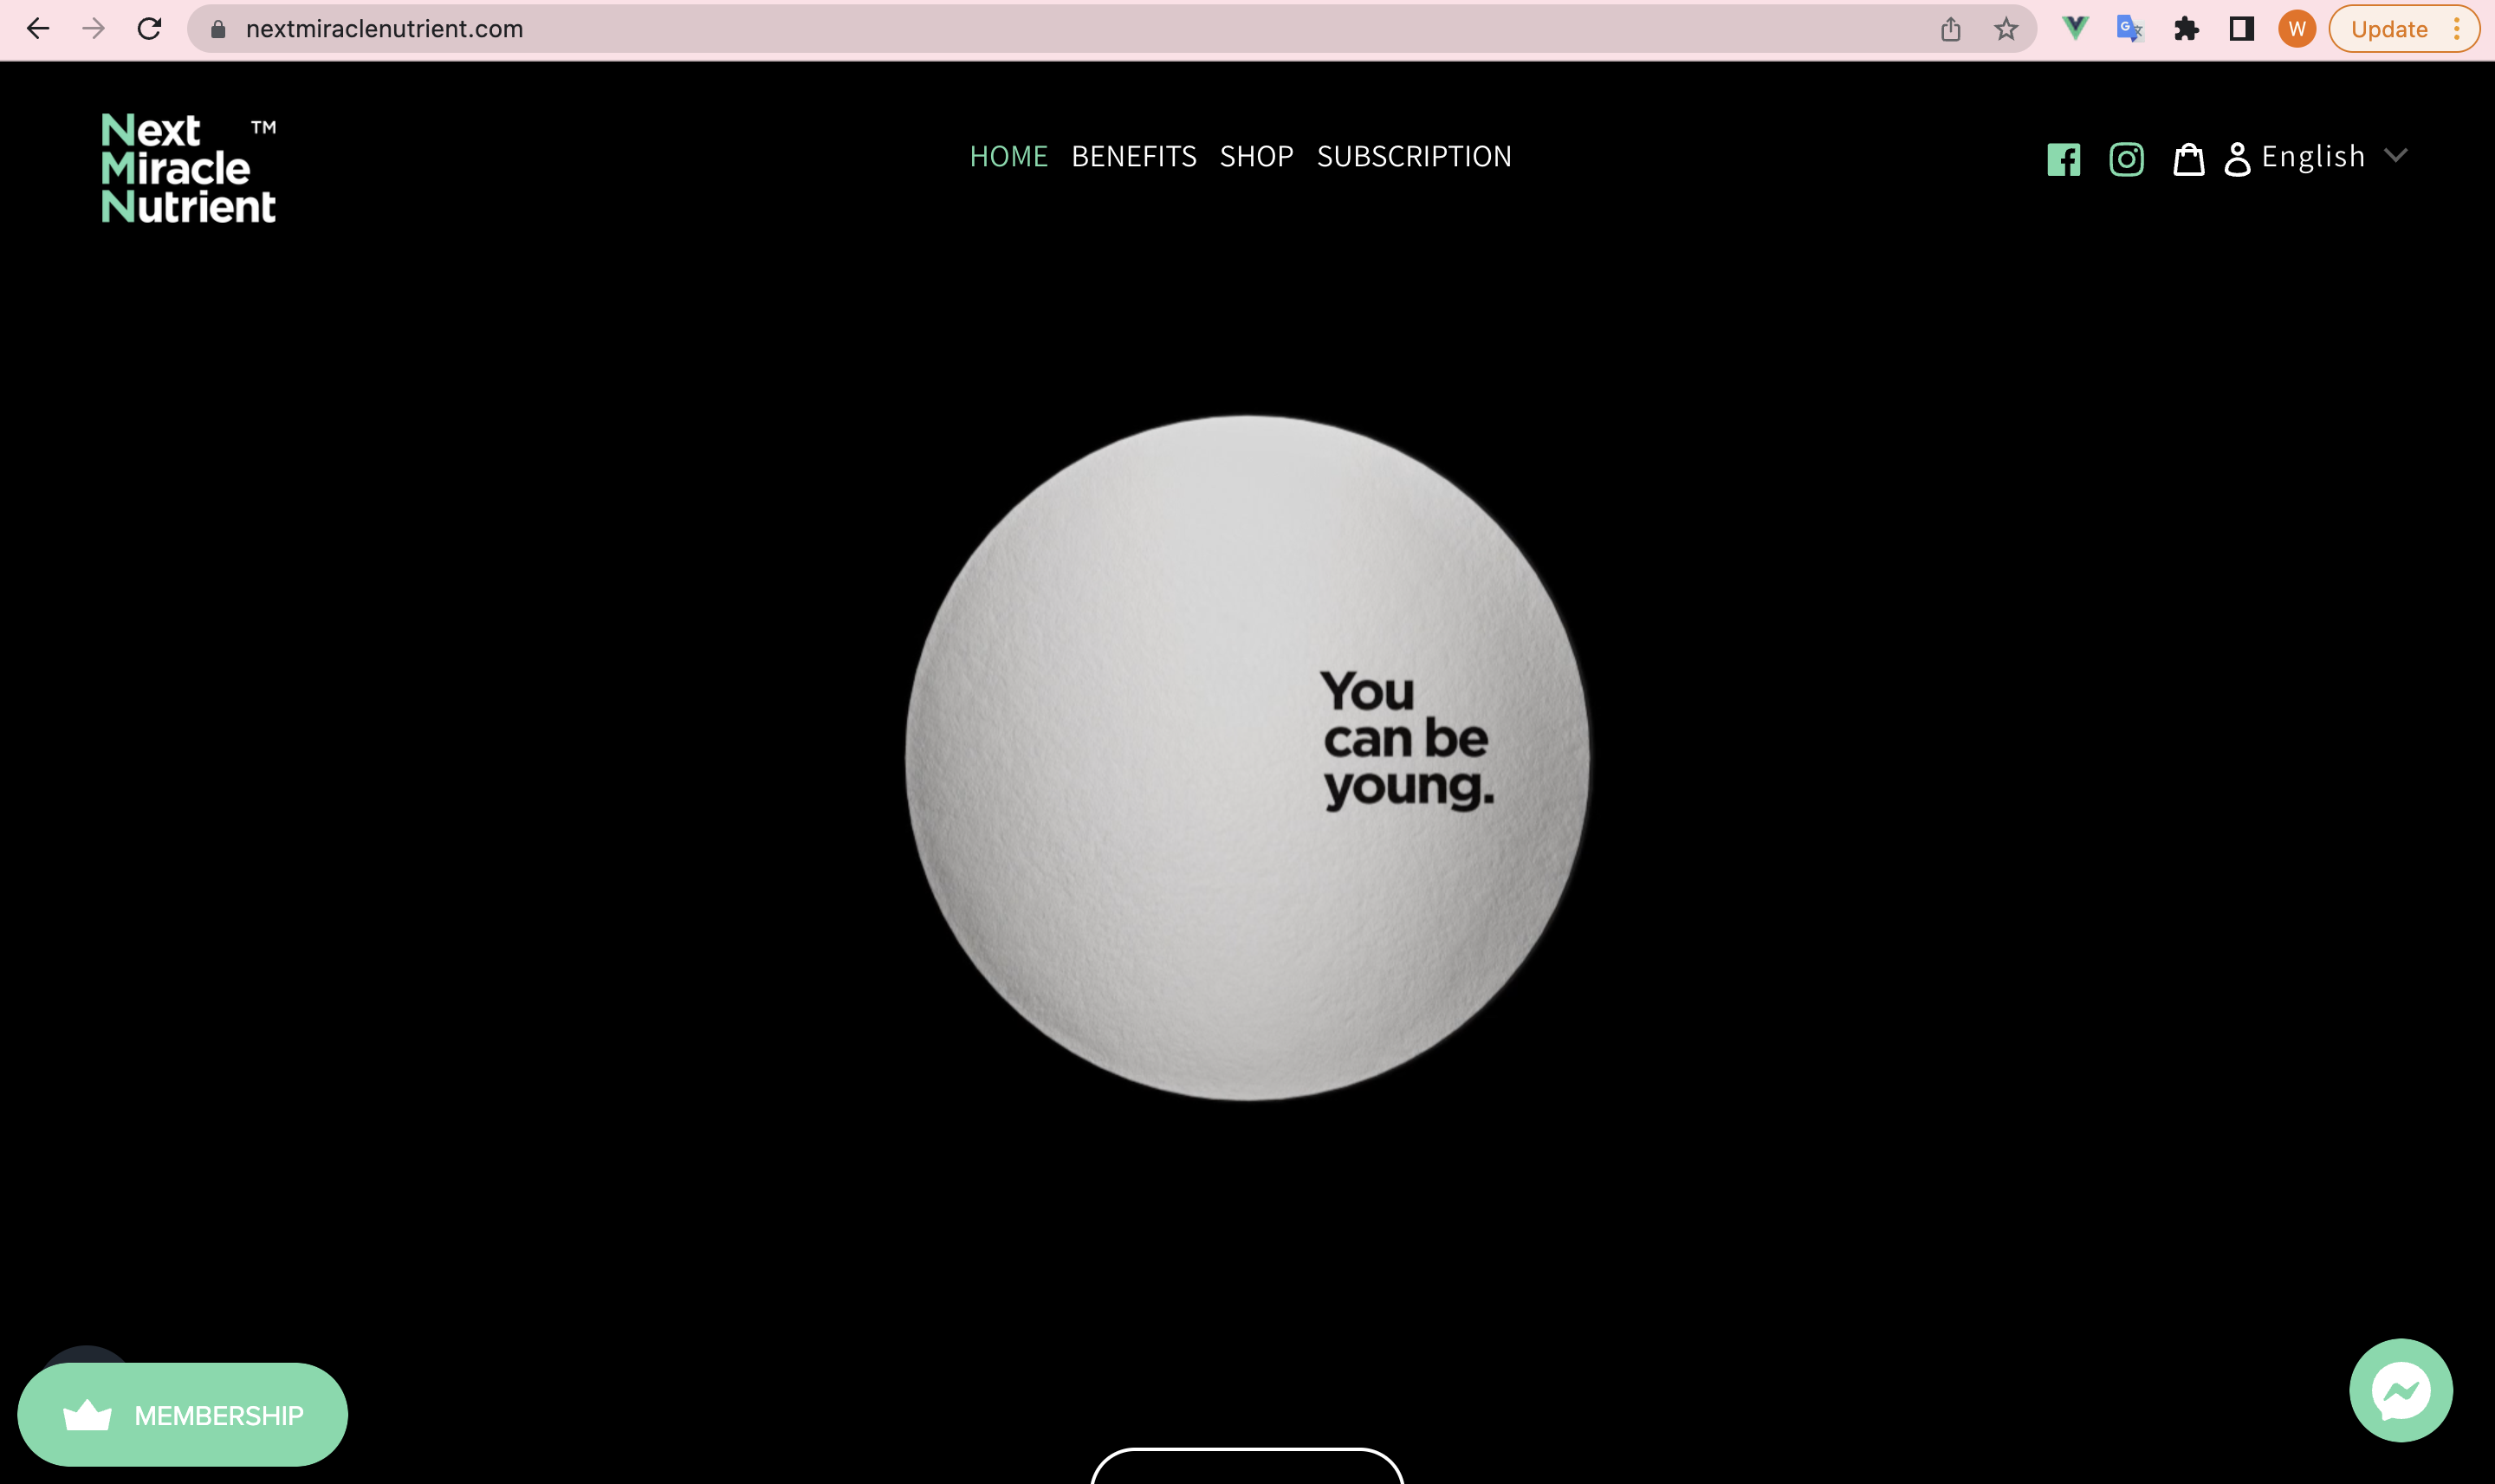 nextmiraclenutrient.com
W
Update
Next ™
Miracle
Nutrient
HOME BENEFITS SHOP SUBSCRIPTION
English
You
can be
young.
MEMBERSHIP